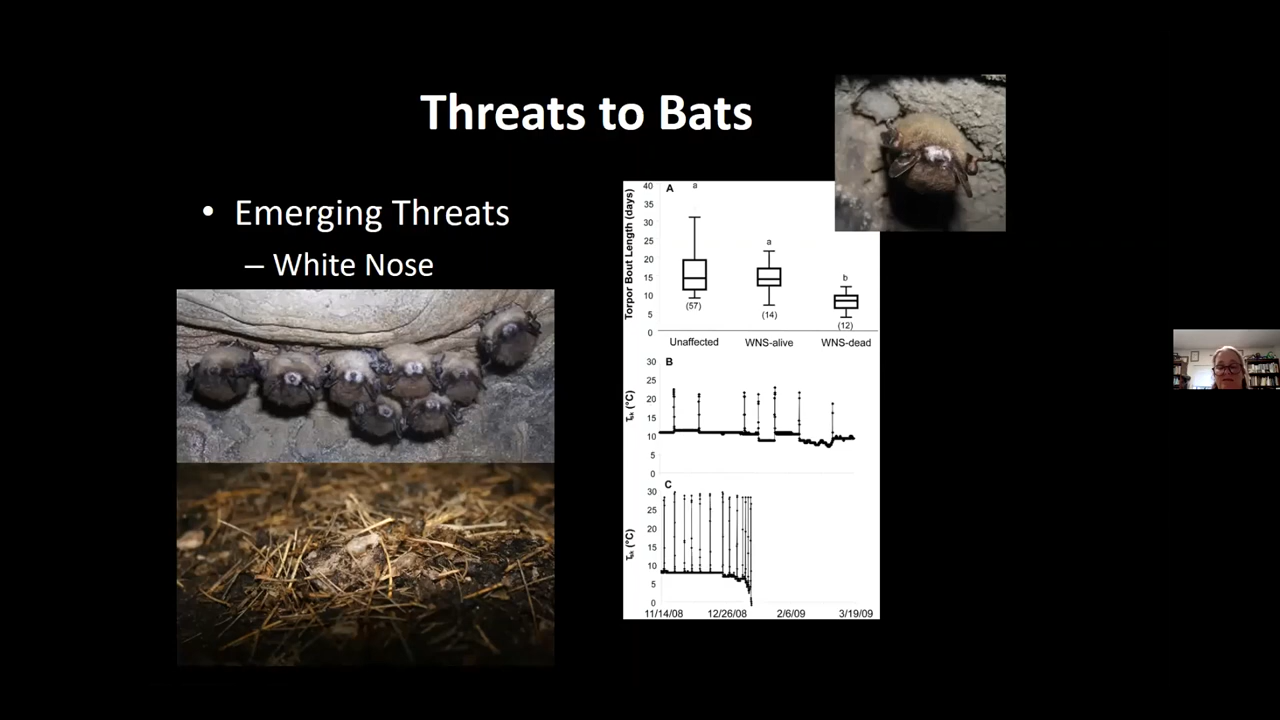 Threats to Bats
• Emerging Threats
– White Nose
A
a
a
b
Torpor Bout Length (days)
40
35
30
25
20
15
10
5
0
(57)
(14)
(12)
Unaffected WNS-alive WNS-dead
B
30
25
20
15
10
5
0
(°C)
C
30
25
20
15
10
5
0
(°C)
11/14/08 12/26/08 2/6/09 3/19/09